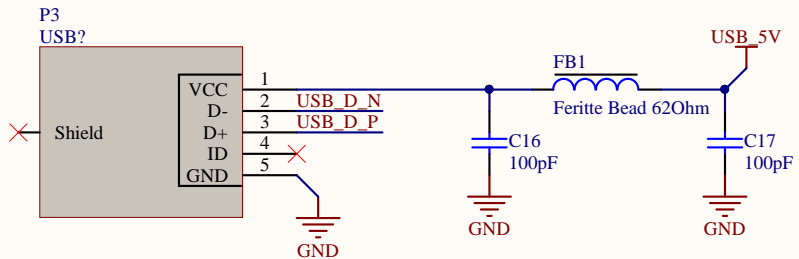 P3
USB?
USB_5V
FB1
VCC 1
D- 2 USB_D_N
Feritte Bead 62Ohm
Shield D+ 3 USB_D_P
ID 4
C16
C17
100pF
100pF
GND 5
GND
GND
GND